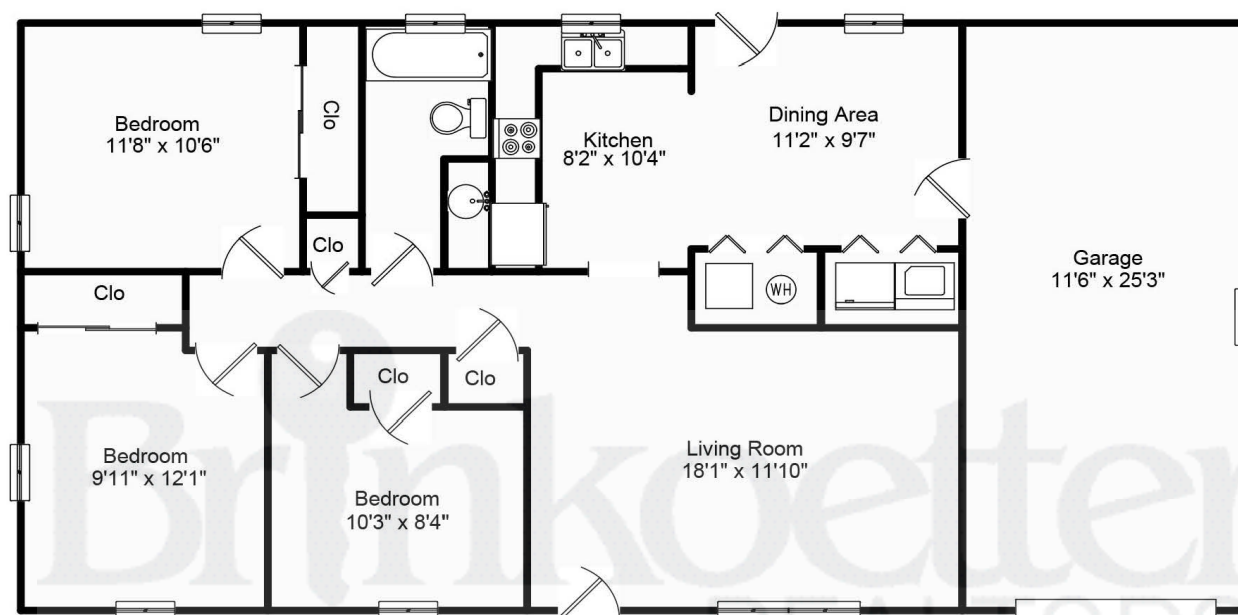 Bedroom
11'8" x 10'6"
Clo
Clo
Kitchen
8'2" x 10'4"
Dining Area
11'2" x 9'7"
Garage
11'6" x 25'3"
WH
Clo
Bedroom
9'11" x 12'1"
Clo
Clo
Bedroom
10'3" x 8'4"
Living Room
18'1" x 11'10"
Brinkoetter
REALTORS